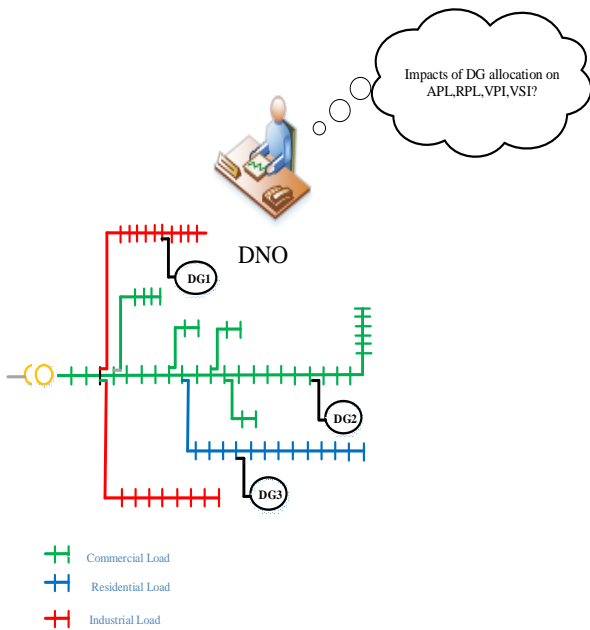 Impacts of DG allocation on
APL,RPL,VPI,VSI?
DNO
DG1
DG2
DG3
Commercial Load
Residential Load
Industrial Load